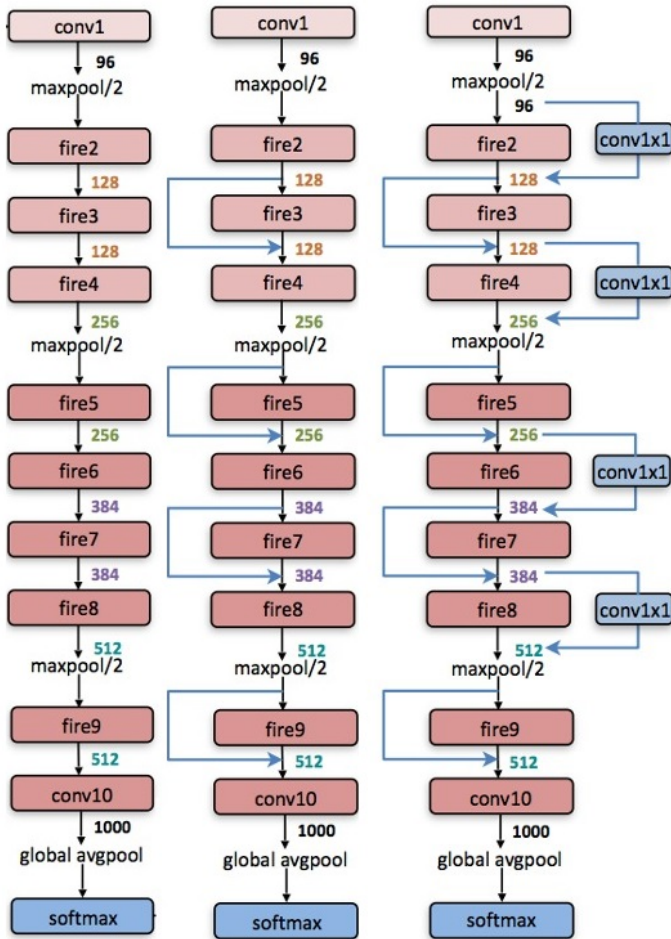 conv1
96
maxpool/2
fire2
128
fire3
128
fire4
256
maxpool/2
fire5
256
fire6
384
fire7
384
fire8
512
maxpool/2
fire9
512
conv10
1000
global avgpool
softmax
conv1
96
maxpool/2
fire2
128
fire3
128
fire4
256
maxpool/2
fire5
256
fire6
384
fire7
384
fire8
512
maxpool/2
fire9
512
conv10
1000
global avgpool
softmax
conv1
96
maxpool/2
96
fire2
conv1x1
128
fire3
128
fire4
conv1x1
256
maxpool/2
fire5
256
fire6
conv1x1
384
fire7
384
fire8
conv1x1
512
maxpool/2
fire9
512
conv10
1000
global avgpool
softmax